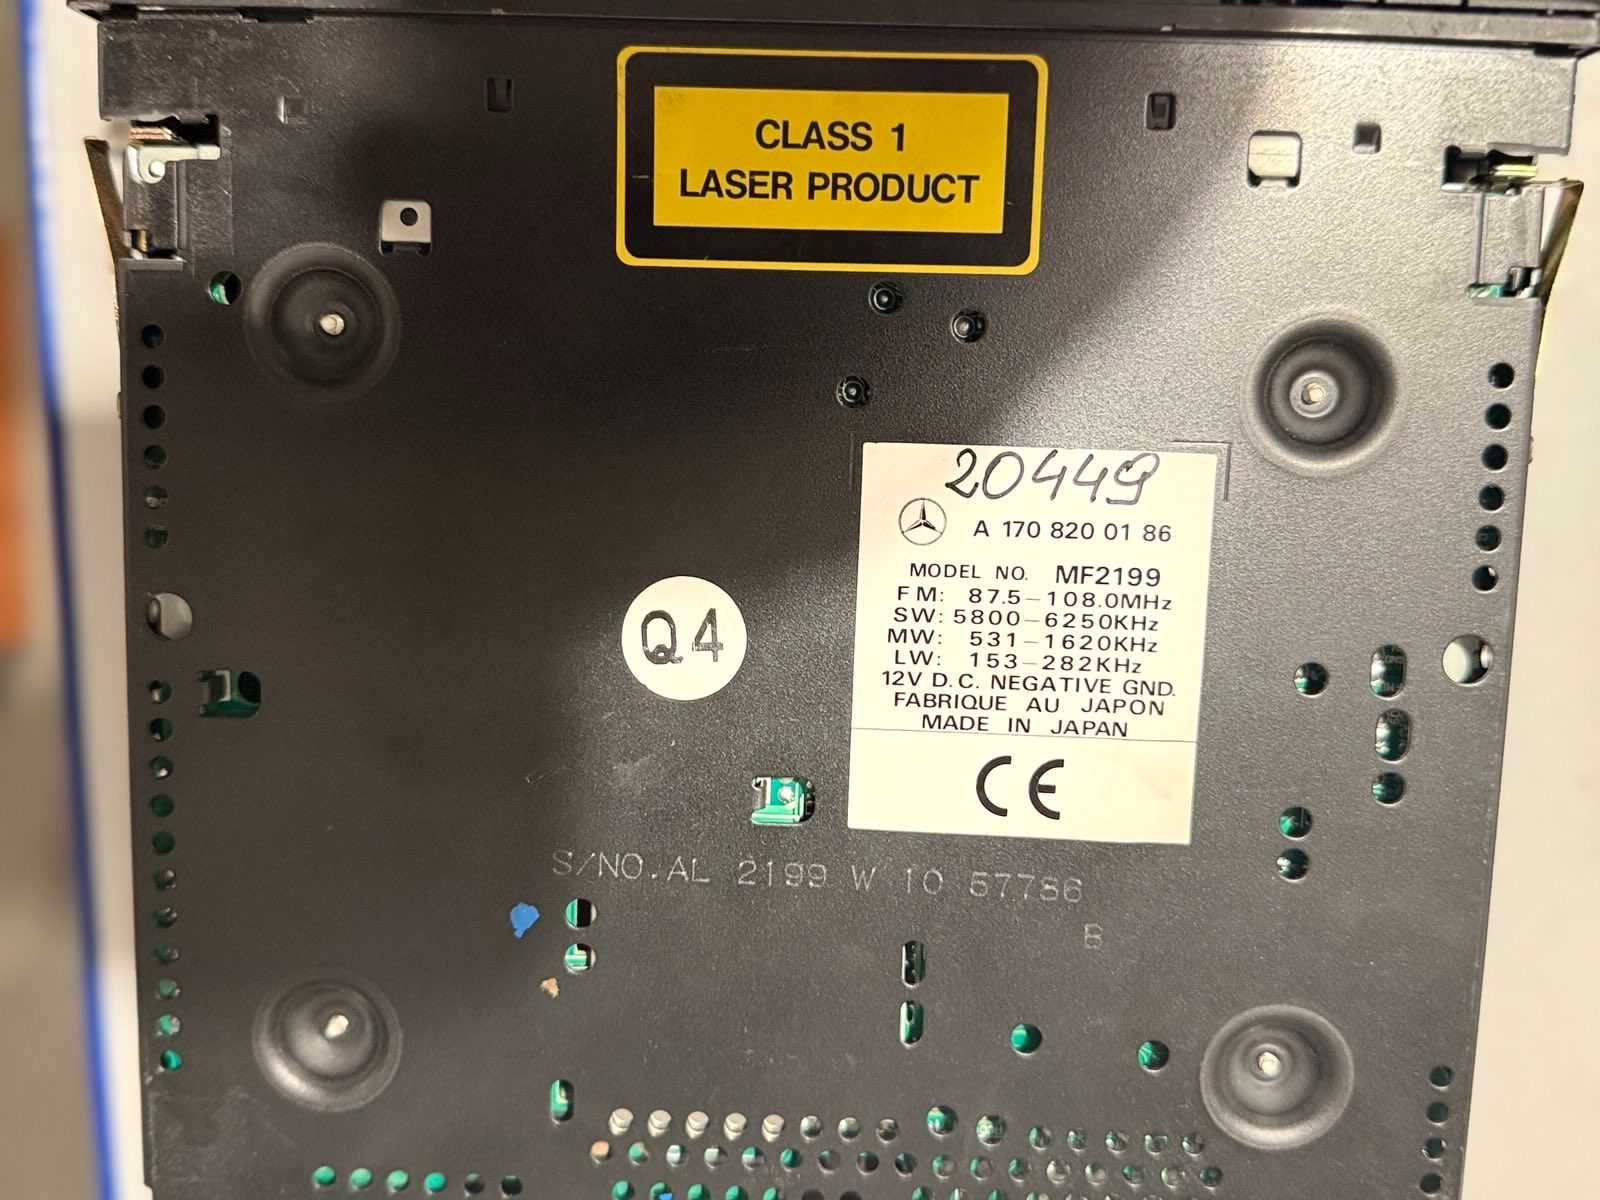 CLASS 1
LASER PRODUCT
20449
A 170 820 01 86
MODEL NO. MF2199
FM: 87.5-108.0MHz
SW: 5800-6250KHz
MW: 531-1620KHz
LW: 153-282KHz
12V D.C. NEGATIVE GND.
FABRIQUE AU JAPON
MADE IN JAPAN
CE
Q4
S/NO.AL 2199 W 10 57786
B